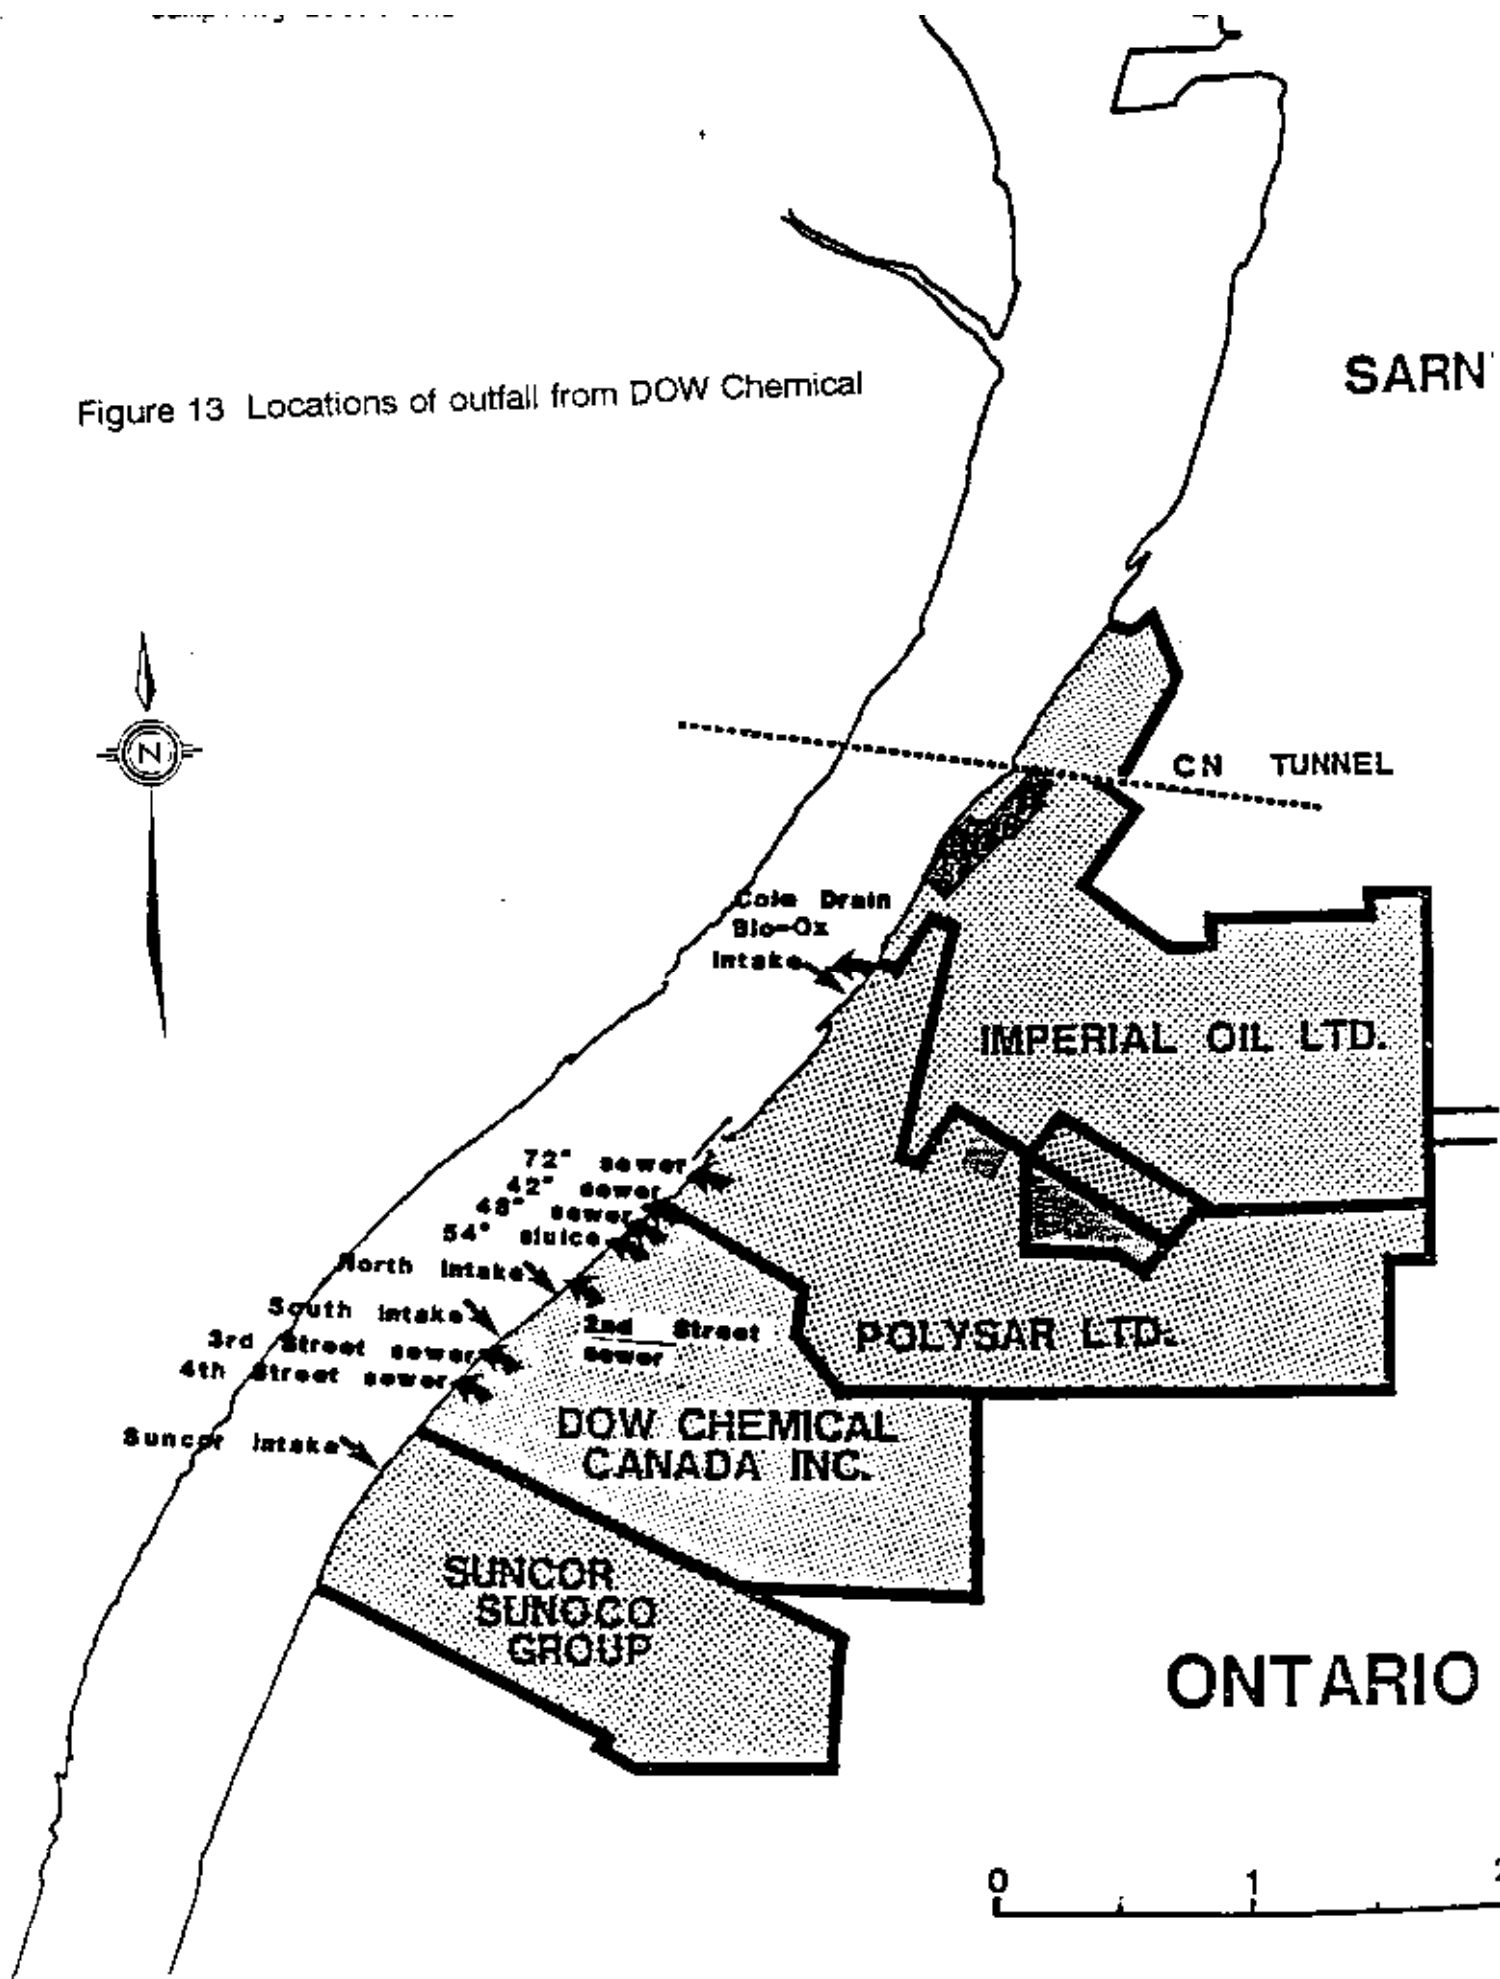 SARN
Figure 13 Locations of outfall from DOW Chemical
N
CN TUNNEL
Cole Drain
Bio-Ox
Intake
IMPERIAL OIL LTD.
72" sewer
42" sewer
48" sewer
54" sluice
North Intake
South Intake
2nd Street
sewer
3rd Street sewer
4th Street sewer
POLYSAR LTD.
DOW CHEMICAL
CANADA INC.
Suncor Intake
SUNCOR
SUNOCO
GROUP
ONTARIO
0 1